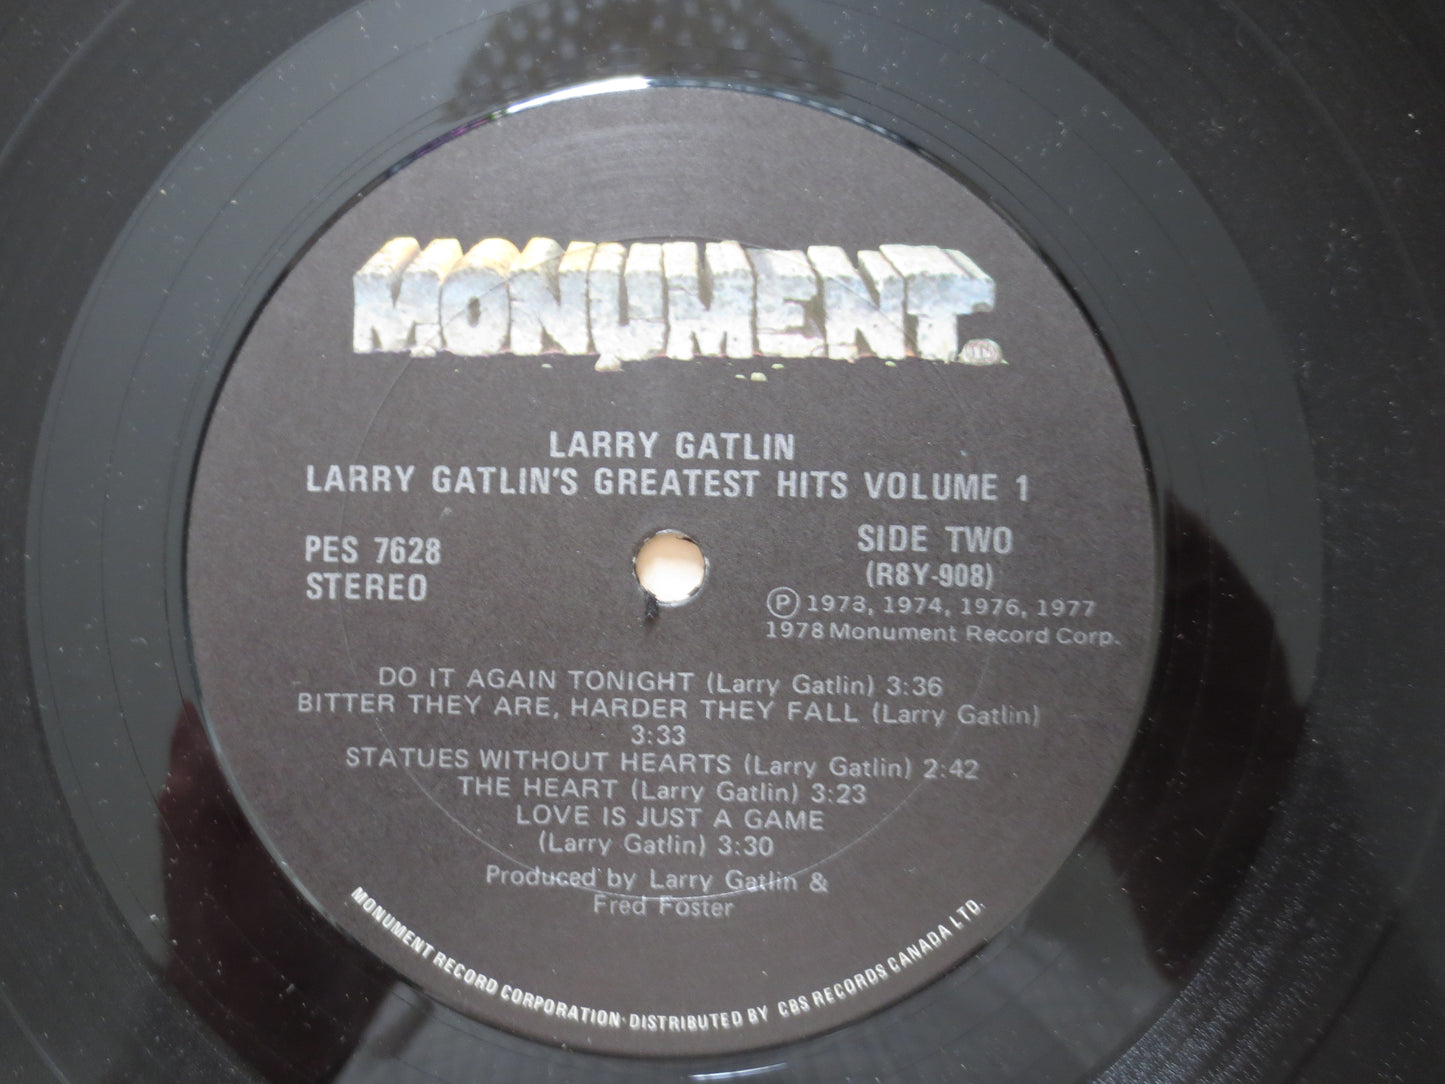 MONUMENT
LARRY GATLIN
LARRY GATLIN'S GREATEST HITS VOLUME 1
PES 7628
STEREO
SIDE TWO
(R8Y-908)
Ⓟ 1973, 1974, 1976, 1977
1978 Monument Record Corp.
DO IT AGAIN TONIGHT (Larry Gatlin) 3:36
BITTER THEY ARE, HARDER THEY FALL (Larry Gatlin)
3:33
STATUES WITHOUT HEARTS (Larry Gatlin) 2:42
THE HEART (Larry Gatlin) 3:23
LOVE IS JUST A GAME
(Larry Gatlin) 3:30
Produced by Larry Gatlin &
Fred Foster
MONUMENT RECORD CORPORATION · DISTRIBUTED BY CBS RECORDS CANADA LTD.